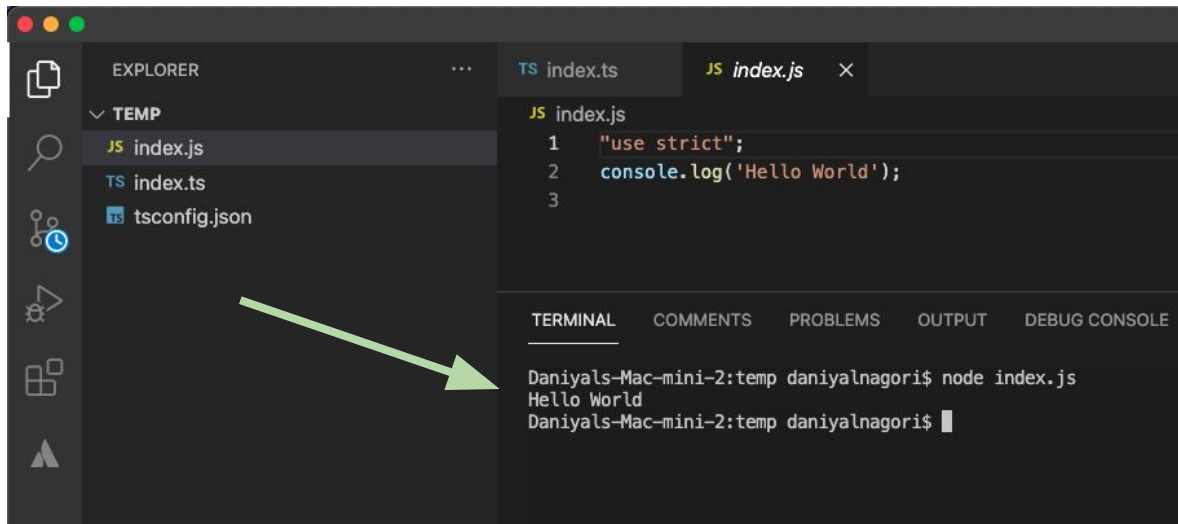 EXPLORER ...
TEMP
JS index.js
TS index.ts
TS tsconfig.json
TS index.ts JS index.js ×
JS index.js
1 "use strict";
2 console.log('Hello World');
3
TERMINAL COMMENTS PROBLEMS OUTPUT DEBUG CONSOLE
Daniyals-Mac-mini-2:temp daniyalnagori$ node index.js
Hello World
Daniyals-Mac-mini-2:temp daniyalnagori$